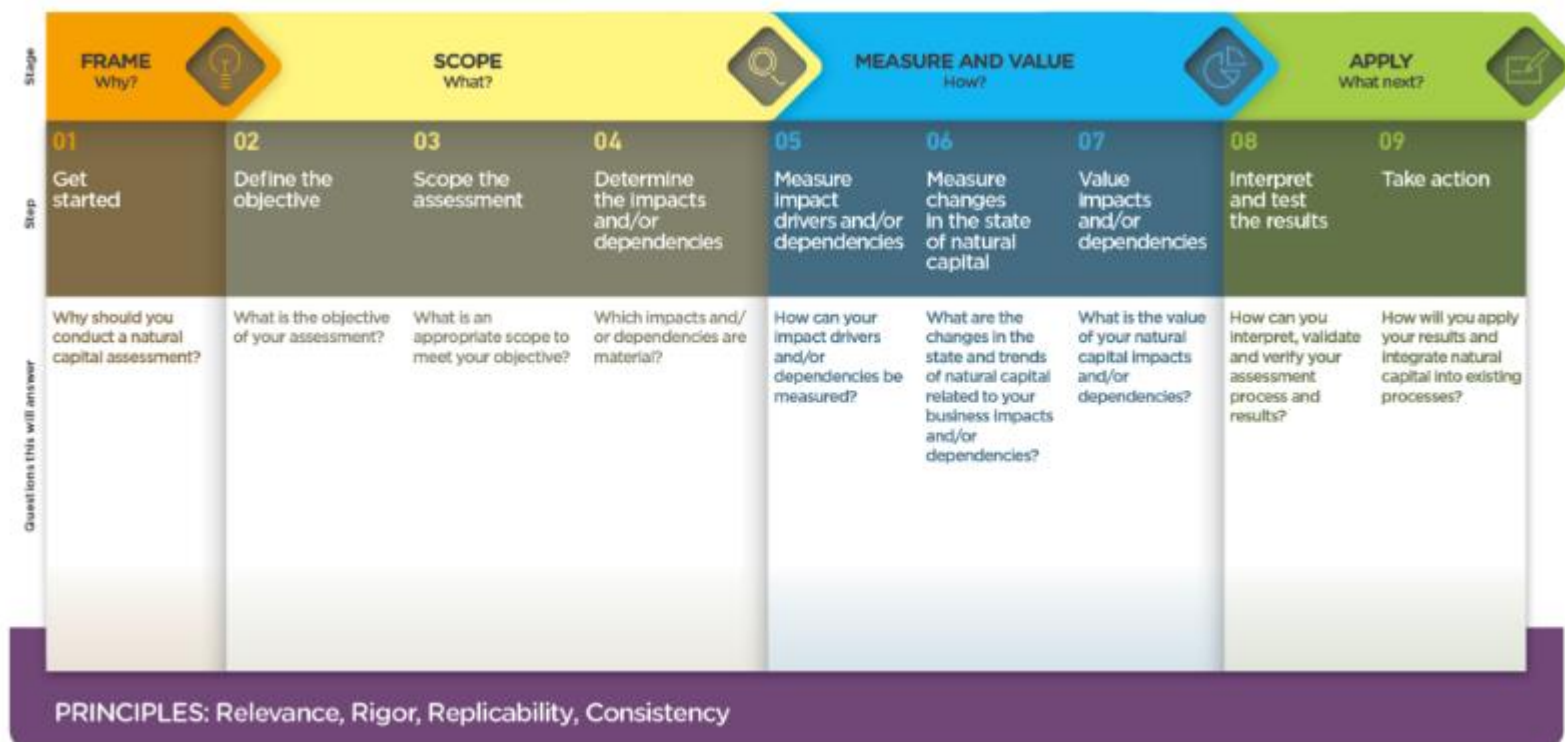 Stage
FRAME
Why?
SCOPE
What?
MEASURE AND VALUE
How?
APPLY
What next?
Step
01
Get
started
02
Define the
objective
03
Scope the
assessment
04
Determine
the impacts
and/or
dependencies
05
Measure
impact
drivers and/or
dependencies
06
Measure
changes
in the state
of natural
capital
07
Value
impacts
and/or
dependencies
08
Interpret
and test
the results
09
Take action
Questions this will answer
Why should you
conduct a natural
capital assessment?
What is the objective
of your assessment?
What is an
appropriate scope to
meet your objective?
Which impacts and/
or dependencies are
material?
How can your
impact drivers
and/or
dependencies be
measured?
What are the
changes in the
state and trends
of natural capital
related to your
business impacts
and/or
dependencies?
What is the value
of your natural
capital impacts
and/or
dependencies?
How can you
interpret, validate
and verify your
assessment
process and
results?
How will you apply
your results and
integrate natural
capital into existing
processes?
PRINCIPLES: Relevance, Rigor, Replicability, Consistency